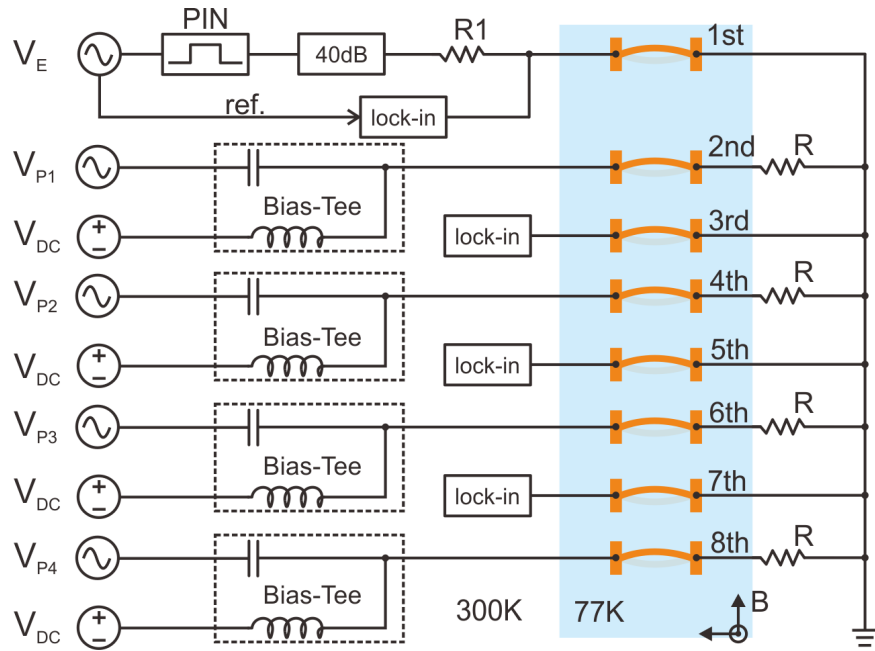 PIN
V_E 40dB R1 1st
ref. lock-in
V_P1 2nd R
Bias-Tee
V_DC lock-in 3rd
V_P2 4th R
Bias-Tee
V_DC lock-in 5th
V_P3 6th R
Bias-Tee
V_DC lock-in 7th
V_P4 8th R
Bias-Tee
300K 77K B
V_DC